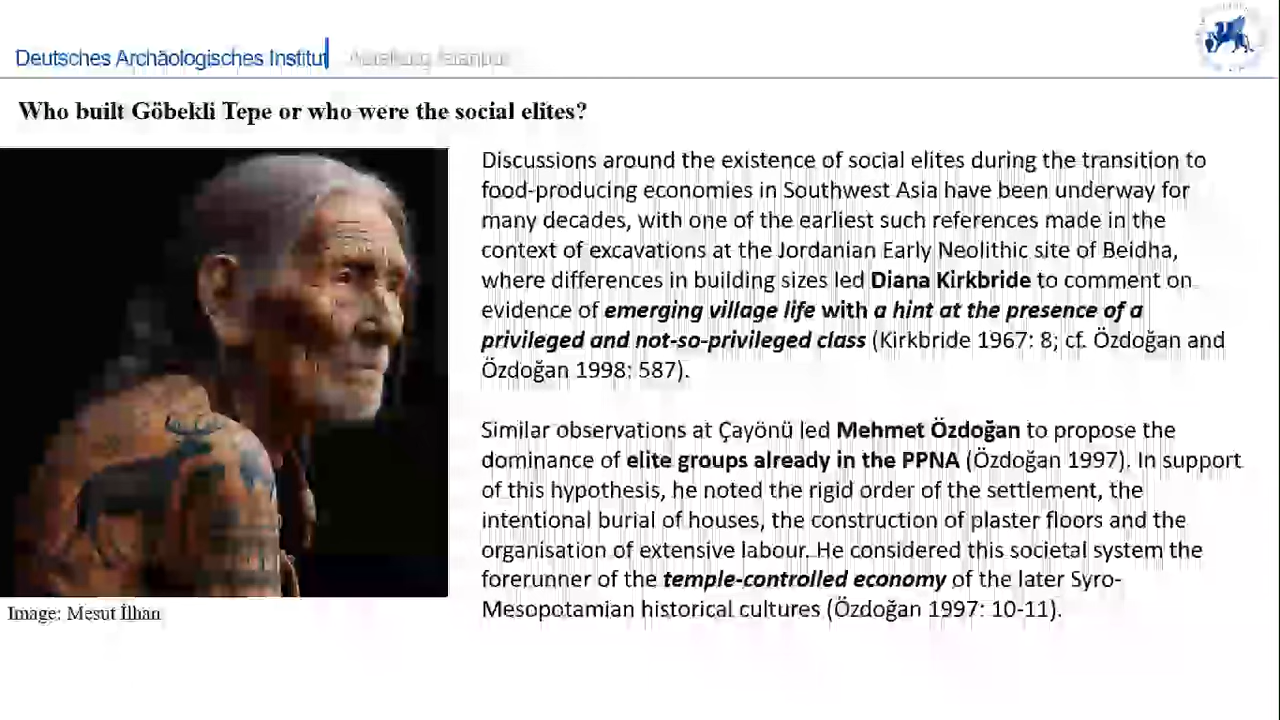 Deutsches Archäologisches Institut
Who built Göbekli Tepe or who were the social elites?
Discussions around the existence of social elites during the transition to
food-producing economies in Southwest Asia have been underway for
many decades, with one of the earliest such references made in the
context of excavations at the Jordanian Early Neolithic site of Beidha,
where differences in building sizes led Diana Kirkbride to comment on
evidence of emerging village life with a hint at the presence of a
privileged and not-so-privileged class (Kirkbride 1967: 8; cf. Özdoğan and
Özdoğan 1998: 587).
Similar observations at Çayönü led Mehmet Özdoğan to propose the
dominance of elite groups already in the PPNA (Özdoğan 1997). In support
of this hypothesis, he noted the rigid order of the settlement, the
intentional burial of houses, the construction of plaster floors and the
organisation of extensive labour. He considered this societal system the
forerunner of the temple-controlled economy of the later Syro-
Mesopotamian historical cultures (Özdoğan 1997: 10-11).
Image: Mesut İlhan